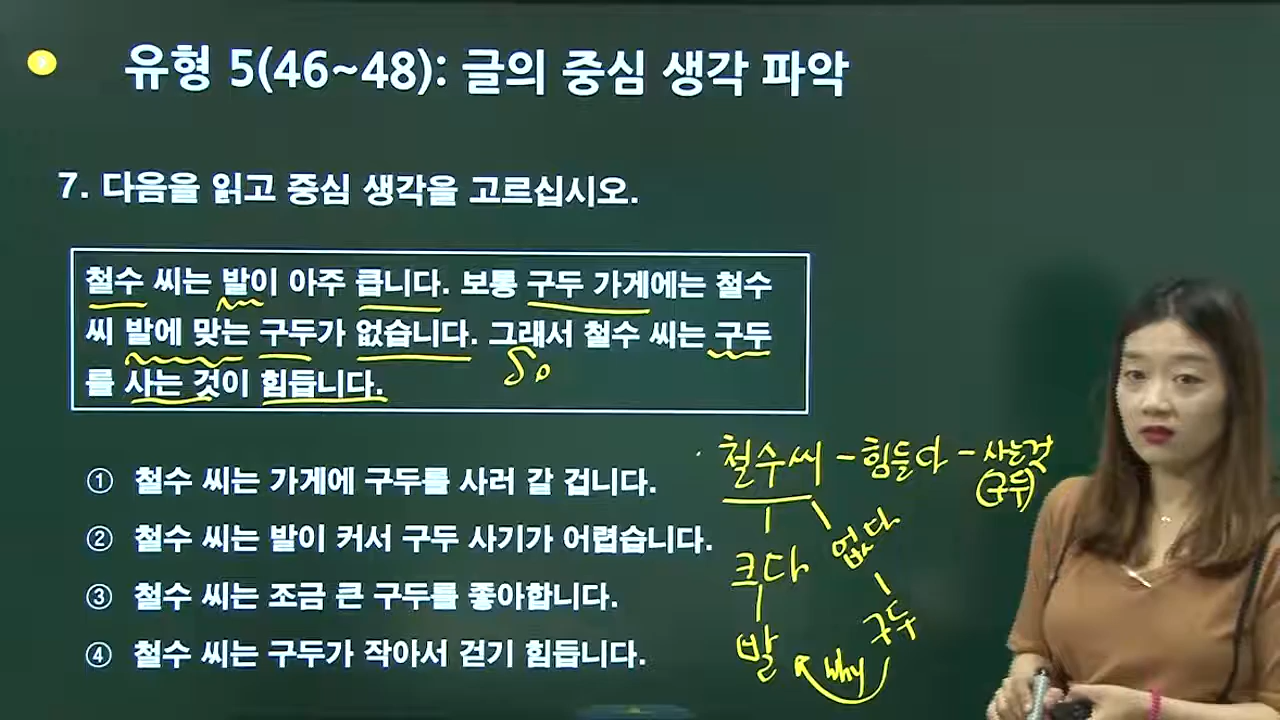 유형 5(46~48): 글의 중심 생각 파악
7. 다음을 읽고 중심 생각을 고르십시오.
철수 씨는 발이 아주 큽니다. 보통 구두 가게에는 철수
씨 발에 맞는 구두가 없습니다. 그래서 철수 씨는 구두
를 사는 것이 힘듭니다.
So
① 철수 씨는 가게에 구두를 사러 갈 겁니다.
② 철수 씨는 발이 커서 구두 사기가 어렵습니다.
③ 철수 씨는 조금 큰 구두를 좋아합니다.
④ 철수 씨는 구두가 작아서 걷기 힘듭니다.
철수씨 - 힘들다 - 사는것
(구두)
크다 없다
발 구두
why